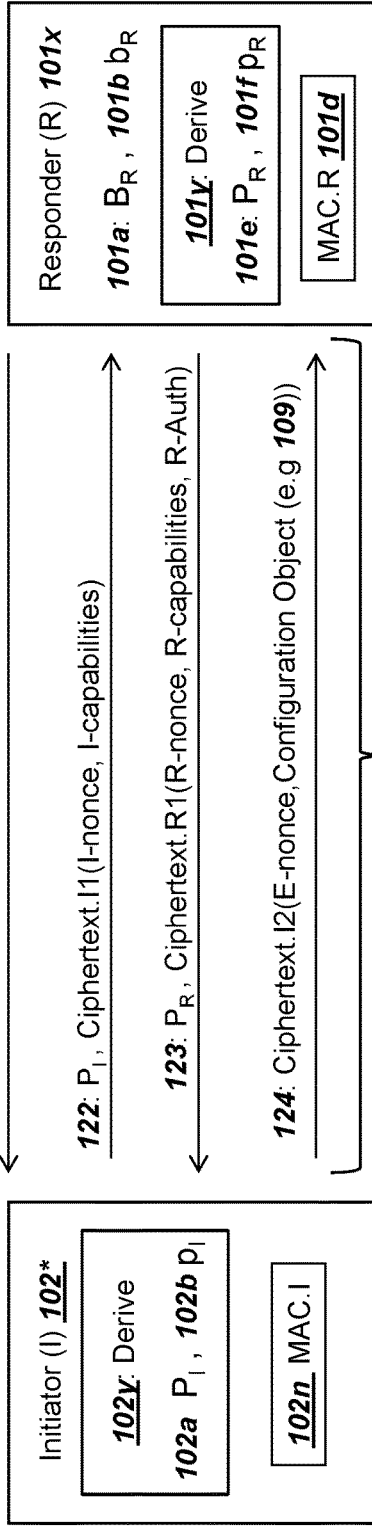 Initiator (I) 102*
102y: Derive
102a P_I , 102b p_I
102n MAC.I
122: P_I , Ciphertext.I1(I-nonce, I-capabilities)
123: P_R , Ciphertext.R1(R-nonce, R-capabilities, R-Auth)
124: Ciphertext.I2(E-nonce,Configuration Object (e.g 109))
Responder (R) 101x
101a: B_R , 101b b_R
101y: Derive
101e: P_R , 101f p_R
MAC.R 101d